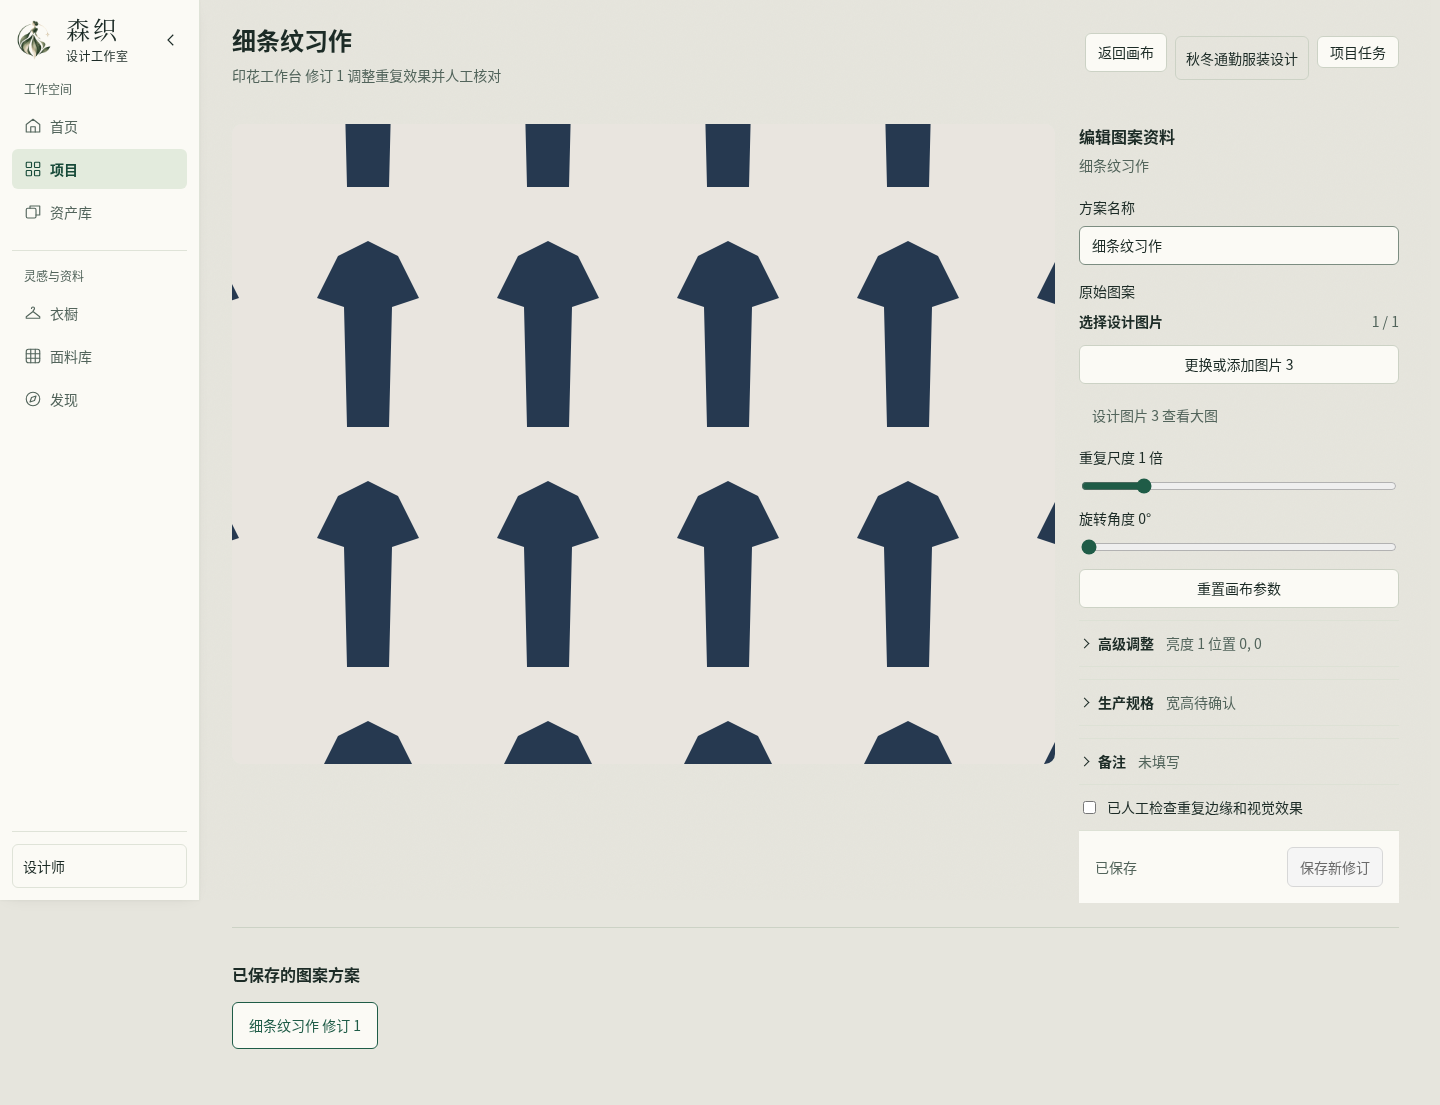 森织
设计工作室
工作空间
首页
项目
资产库
灵感与资料
衣橱
面料库
发现
设计师
细条纹习作
印花工作台 修订 1 调整重复效果并人工核对
返回画布
秋冬通勤服装设计
项目任务
编辑图案资料
细条纹习作
方案名称
细条纹习作
原始图案
选择设计图片 1 / 1
更换或添加图片 3
设计图片 3 查看大图
重复尺度 1 倍
旋转角度 0°
重置画布参数
高级调整 亮度 1 位置 0, 0
生产规格 宽高待确认
备注 未填写
已人工检查重复边缘和视觉效果
已保存 保存新修订
已保存的图案方案
细条纹习作 修订 1